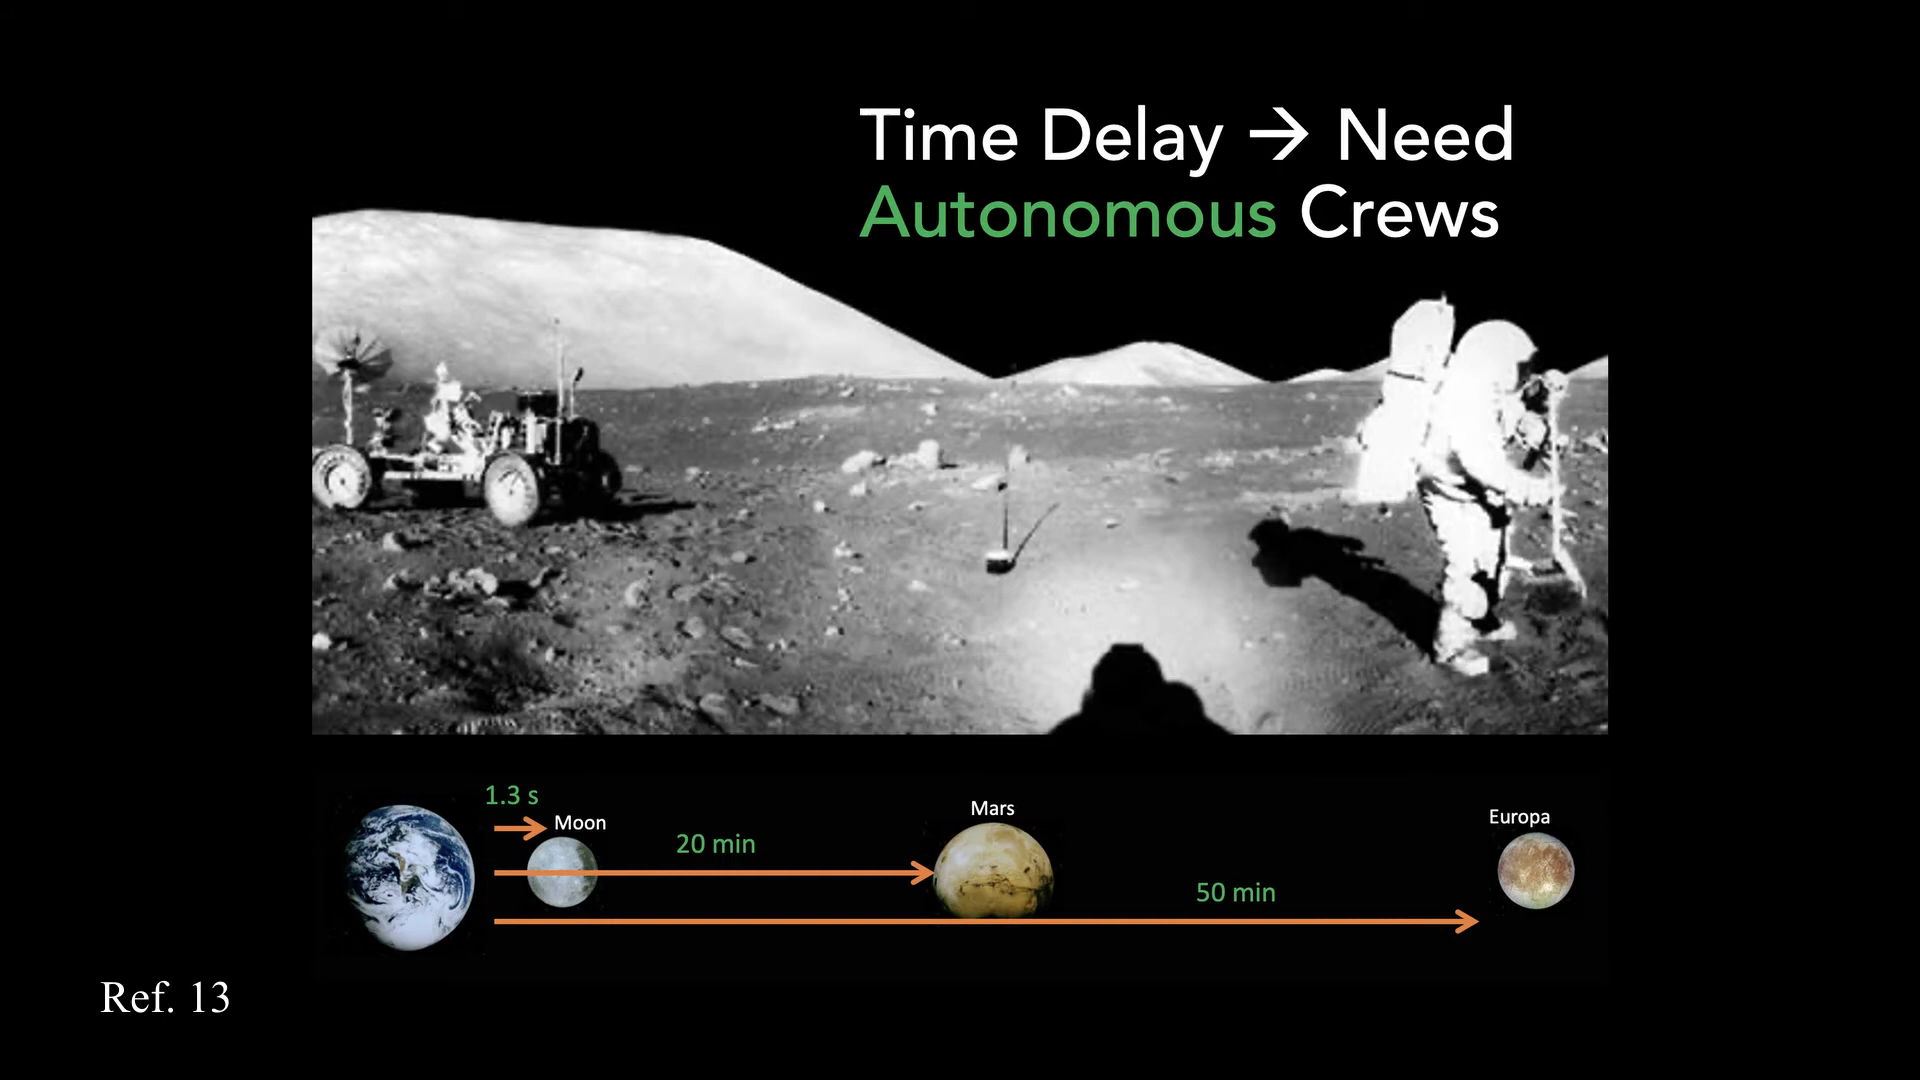 Time Delay → Need
Autonomous Crews
1.3 s
Moon
20 min
Mars
50 min
Europa
Ref. 13